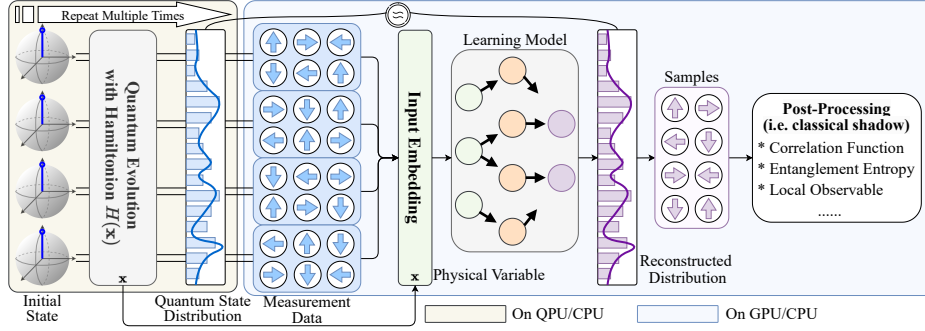 Repeat Multiple Times
Quantum Evolution
with Hamiltonion H(x)
x
Initial
State
Quantum State
Distribution
Measurement
Data
Input Embedding
x
Learning Model
Physical Variable
Reconstructed
Distribution
Samples
Post-Processing
(i.e. classical shadow)
* Correlation Function
* Entanglement Entropy
* Local Observable
......
On QPU/CPU
On GPU/CPU